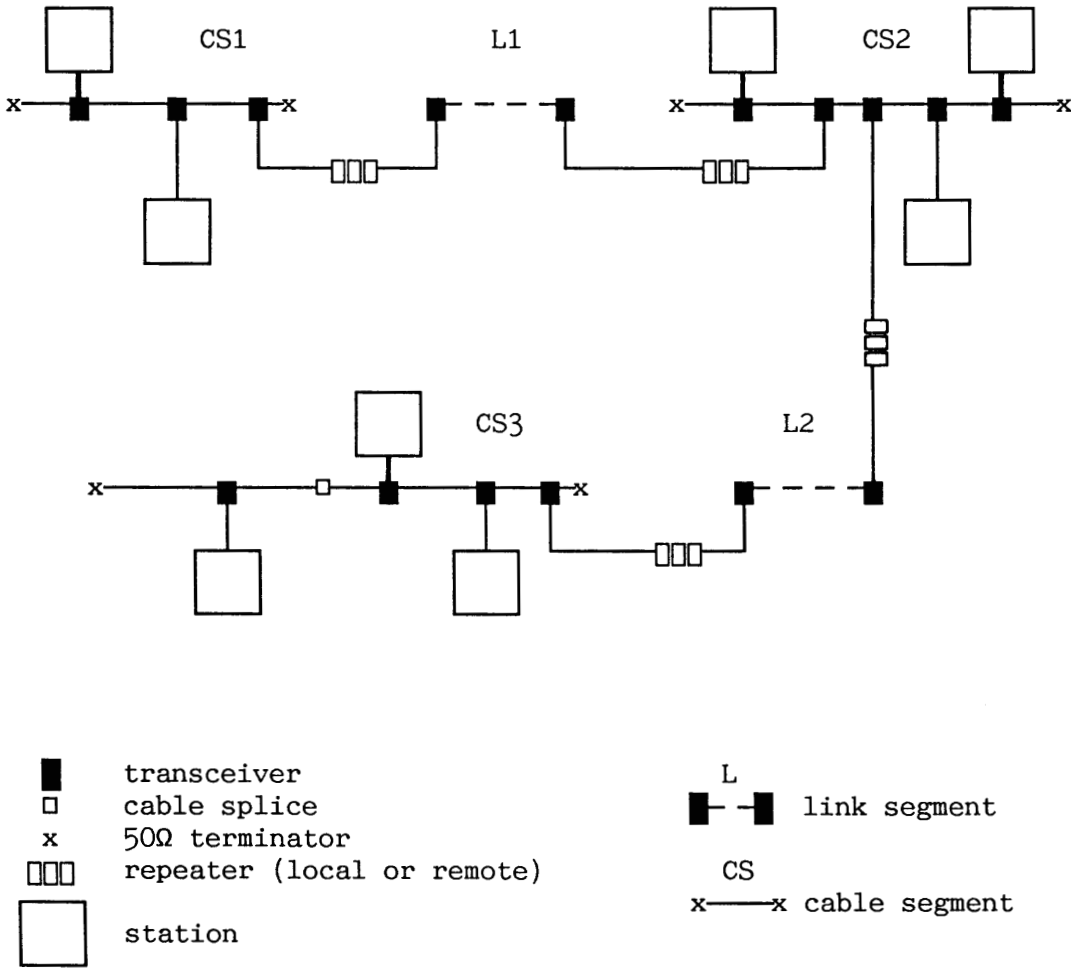 CS1
L1
CS2
x
x
x
x
CS3
L2
x
x
transceiver
cable splice
x 50Ω terminator
repeater (local or remote)
station
L
link segment
CS
x x cable segment